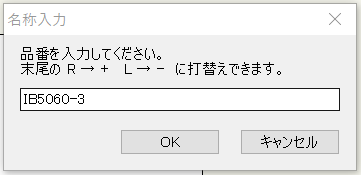 名称入力
品番を入力してください。
末尾の R → +　L → - に打替えできます。
IB5060-3
OK
キャンセル